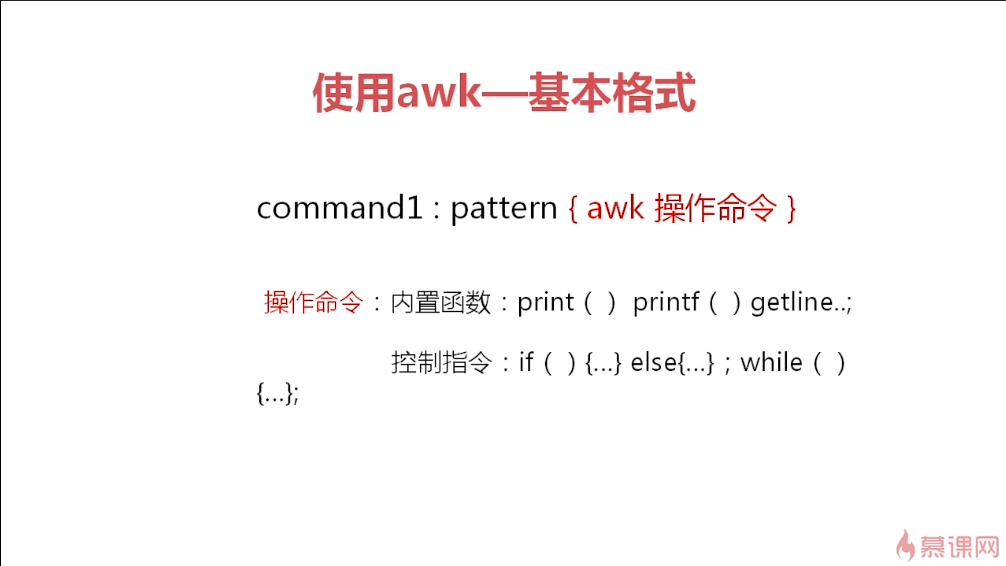 使用awk—基本格式
command1 : pattern { awk 操作命令 }
操作命令：内置函数：print（ ） printf（ ）getline..;
控制指令：if（ ）{...} else{...}；while（ ）
{...};
慕课网